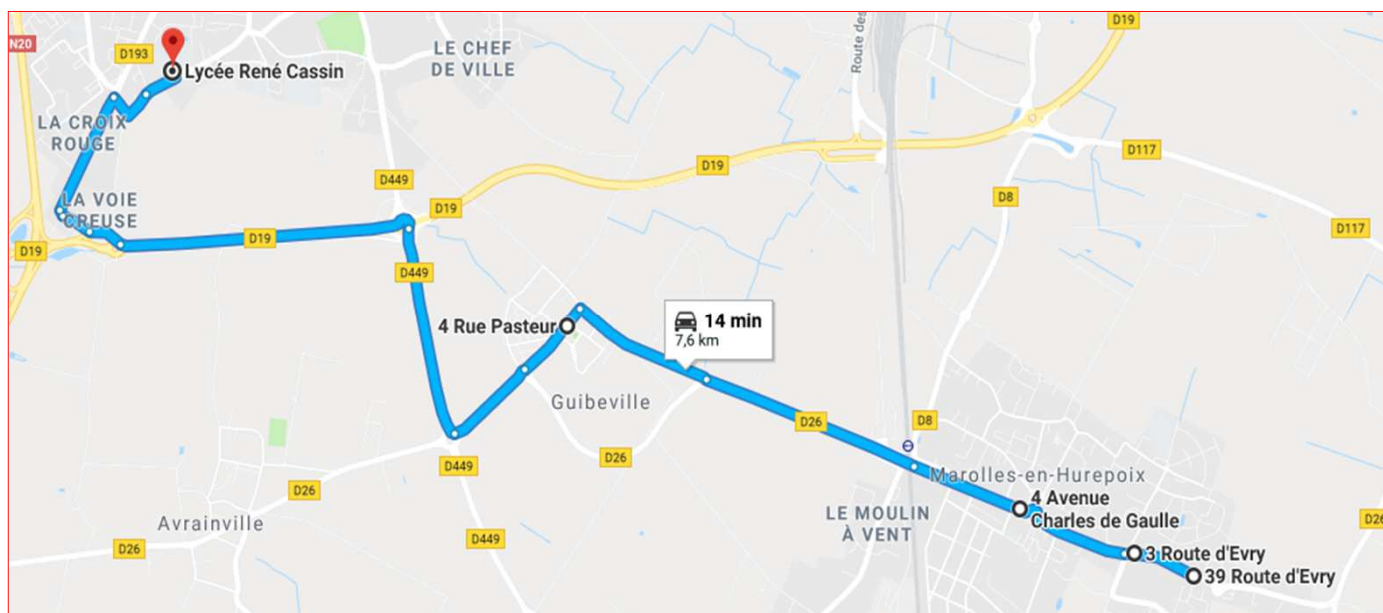 N20
D193
Lycée René Cassin
LE CHEF
DE VILLE
Route des
D19
LA CROIX
ROUGE
D449
D19
D117
LA VOIE
CREUSE
D19
D8
D19
D19
D117
D449
4 Rue Pasteur
14 min
7,6 km
Guibeville
D26
D8
D26
D449
Marolles-en-Hurepoix
D26
4 Avenue
Charles de Gaulle
LE MOULIN
À VENT
Avrainville
D26
D449
D26
3 Route d'Evry
39 Route d'Evry